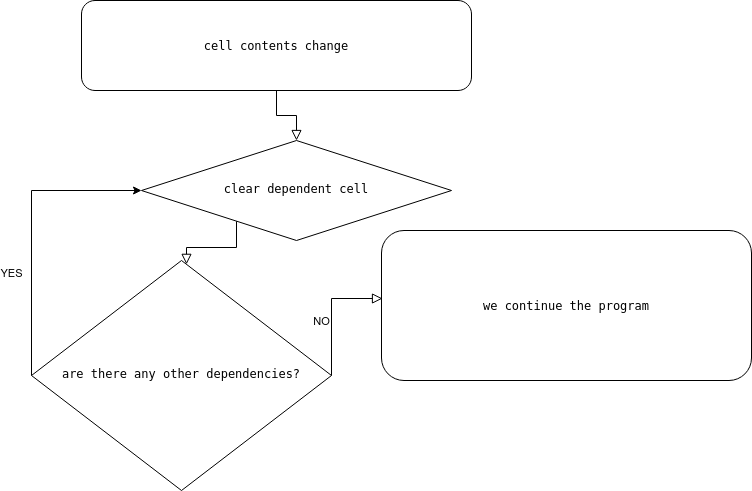 cell contents change
clear dependent cell
YES
we continue the program
NO
are there any other dependencies?